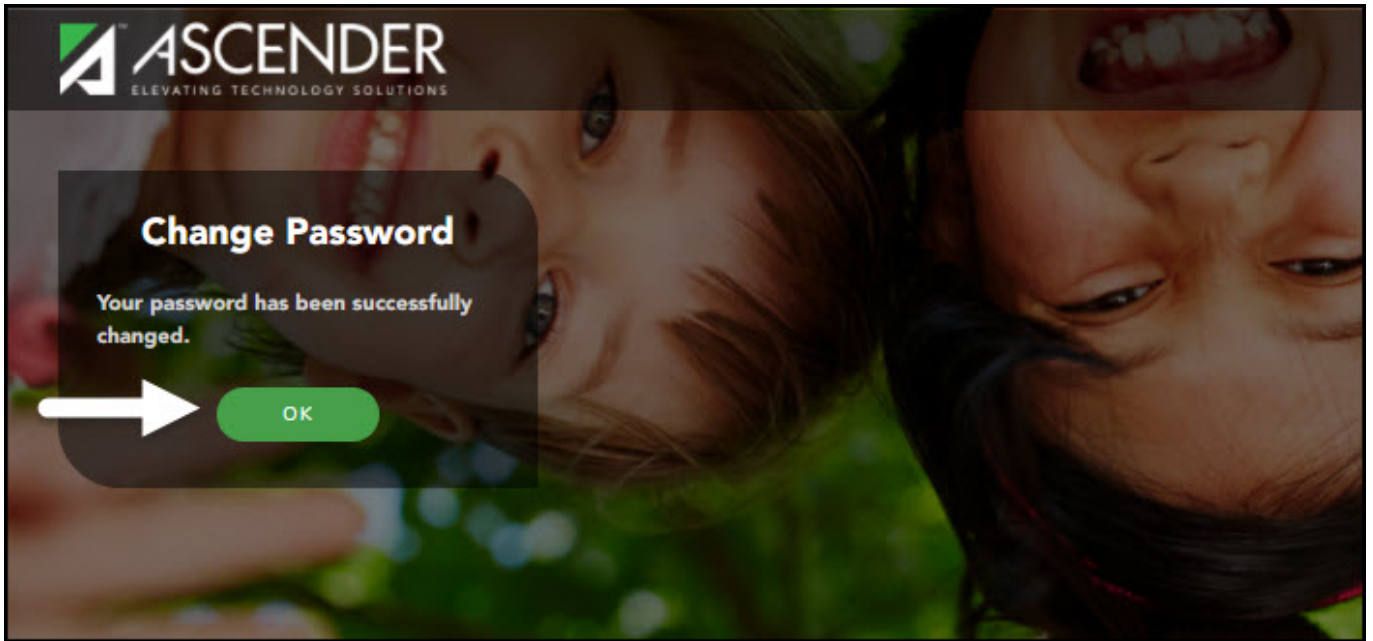 ASCENDER
ELEVATING TECHNOLOGY SOLUTIONS
Change Password
Your password has been successfully
changed.
OK